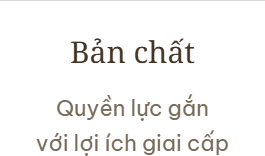 Bản chất
Quyền lực gắn
với lợi ích giai cấp